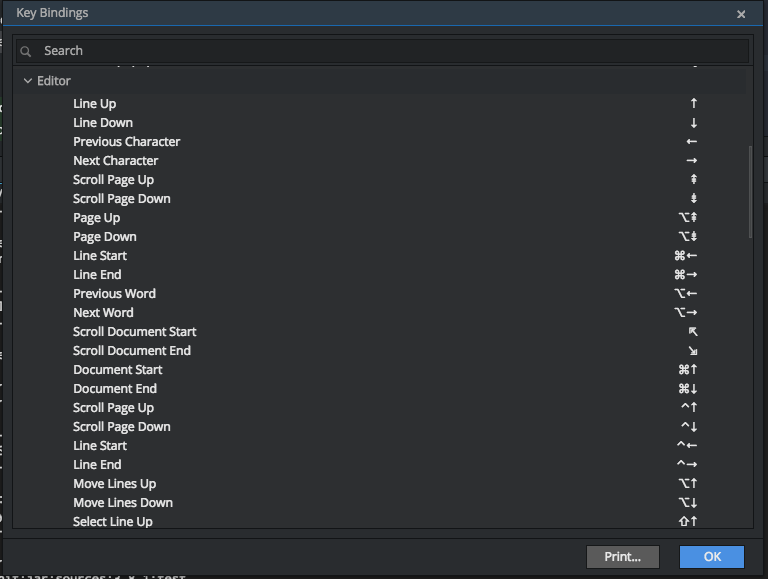 Key Bindings ×
Search
Editor
Line Up ↑
Line Down ↓
Previous Character ←
Next Character →
Scroll Page Up ⇞
Scroll Page Down ⇟
Page Up ⌥⇞
Page Down ⌥⇟
Line Start ⌘←
Line End ⌘→
Previous Word ⌥←
Next Word ⌥→
Scroll Document Start ↖
Scroll Document End ↘
Document Start ⌘↑
Document End ⌘↓
Scroll Page Up ^↑
Scroll Page Down ^↓
Line Start ^←
Line End ^→
Move Lines Up ⌥↑
Move Lines Down ⌥↓
Select Line Up ⇧↑
Print... OK